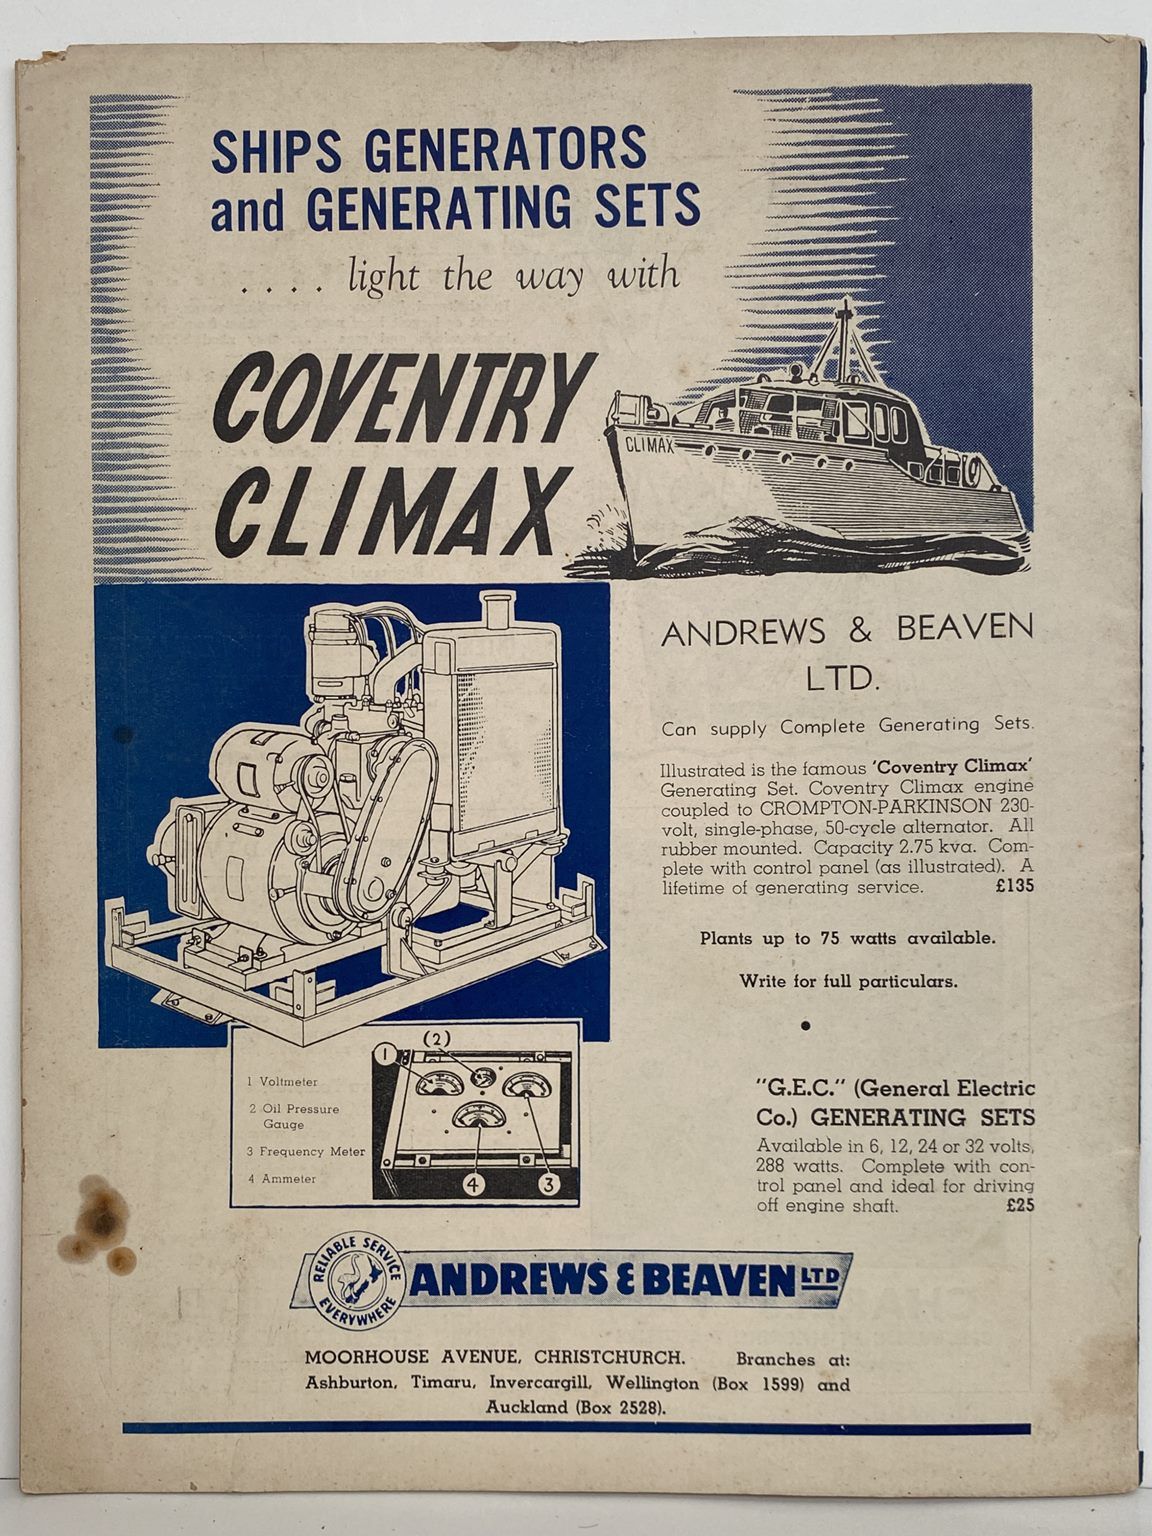 SHIPS GENERATORS
and GENERATING SETS
. . . . light the way with
COVENTRY
CLIMAX
CLIMAX
ANDREWS & BEAVEN
LTD.
Can supply Complete Generating Sets.
Illustrated is the famous 'Coventry Climax'
Generating Set. Coventry Climax engine
coupled to CROMPTON-PARKINSON 230-
volt, single-phase, 50-cycle alternator. All
rubber mounted. Capacity 2.75 kva. Com-
plete with control panel (as illustrated). A
lifetime of generating service. £135
Plants up to 75 watts available.
Write for full particulars.
"G.E.C." (General Electric
Co.) GENERATING SETS
Available in 6, 12, 24 or 32 volts,
288 watts. Complete with con-
trol panel and ideal for driving
off engine shaft. £25
1 Voltmeter
2 Oil Pressure
Gauge
3 Frequency Meter
4 Ammeter
1
(2)
4
3
RELIABLE SERVICE
EVERYWHERE
ANDREWS & BEAVEN LTD
MOORHOUSE AVENUE, CHRISTCHURCH. Branches at:
Ashburton, Timaru, Invercargill, Wellington (Box 1599) and
Auckland (Box 2528).